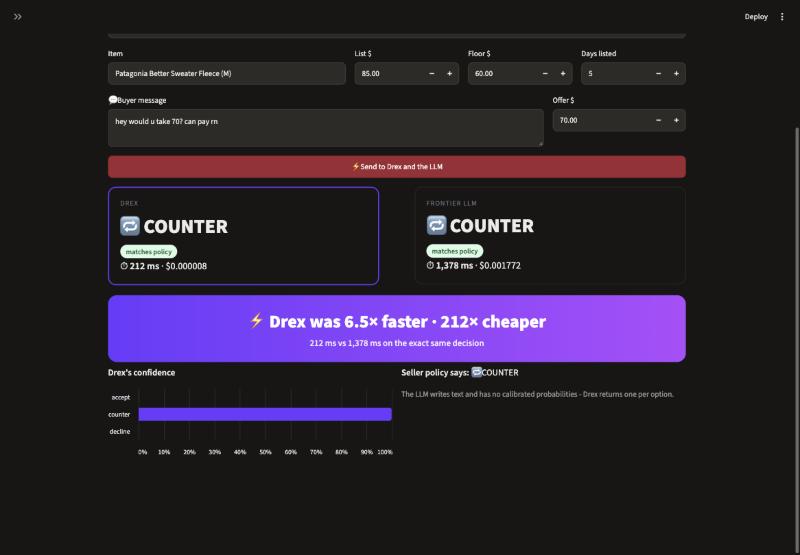 Deploy
Item
List $
Floor $
Days listed
Patagonia Better Sweater Fleece (M)
85.00
60.00
5
💬Buyer message
Offer $
hey would u take 70? can pay rn
70.00
⚡Send to Drex and the LLM
DREX
🔁 COUNTER
matches policy
⏱ 212 ms · $0.000008
FRONTIER LLM
🔁 COUNTER
matches policy
⏱ 1,378 ms · $0.001772
⚡ Drex was 6.5× faster · 212× cheaper
212 ms vs 1,378 ms on the exact same decision
Drex's confidence
accept
counter
decline
0% 10% 20% 30% 40% 50% 60% 70% 80% 90% 100%
Seller policy says: 🔁COUNTER
The LLM writes text and has no calibrated probabilities - Drex returns one per option.